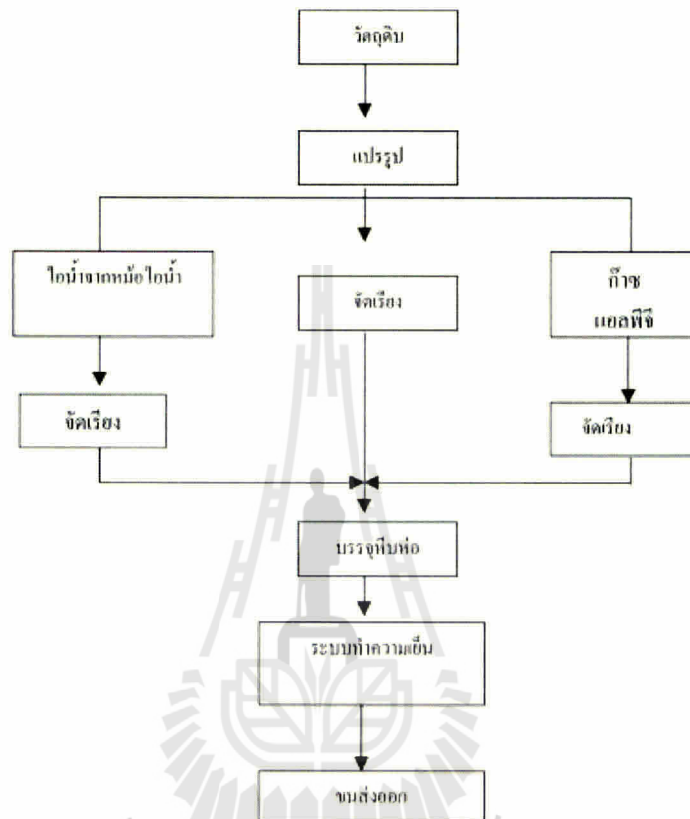 วัตถุดิบ
แปรรูป
ไอน้ำจากหม้อไอน้ำ
จัดเรียง
ก๊าซ
แอลพีจี
จัดเรียง
จัดเรียง
บรรจุหีบห่อ
ระบบทำความเย็น
ขนส่งออก